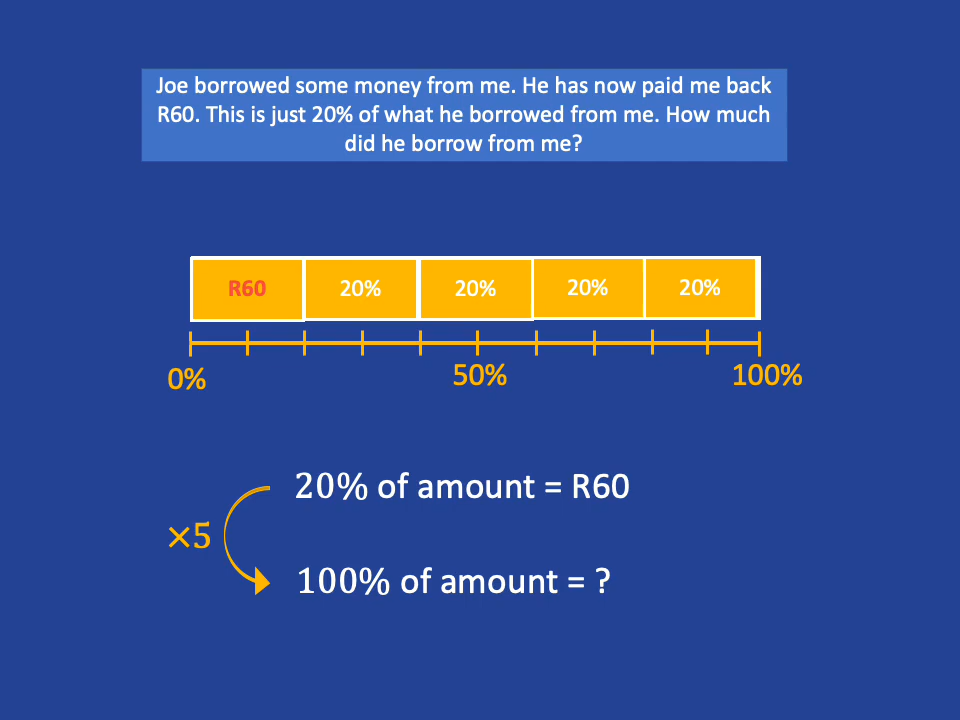 Joe borrowed some money from me. He has now paid me back
R60. This is just 20% of what he borrowed from me. How much
did he borrow from me?
R60 20% 20% 20% 20%
0% 50% 100%
20% of amount = R60
×5
100% of amount = ?